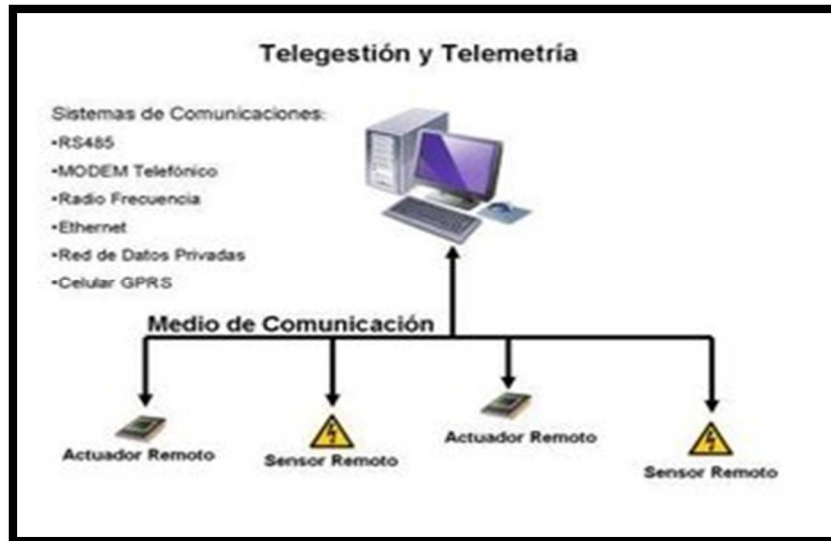 Telegestión y Telemetría
Sistemas de Comunicaciones:
•RS485
•MODEM Telefónico
•Radio Frecuencia
•Ethernet
•Red de Datos Privadas
•Celular GPRS
Medio de Comunicación
Actuador Remoto
Sensor Remoto
Actuador Remoto
Sensor Remoto